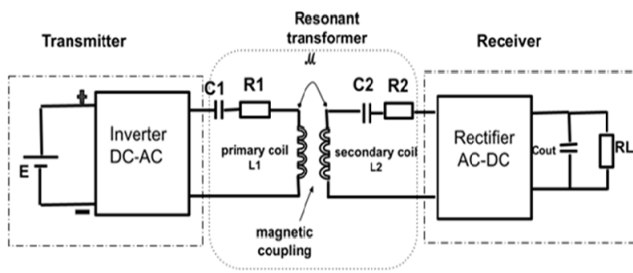 Transmitter
Resonant
transformer
Receiver
E
+
-
Inverter
DC-AC
C1
R1
primary coil
L1
magnetic
coupling
C2
R2
secondary coil
L2
Rectifier
AC-DC
Cout
RL